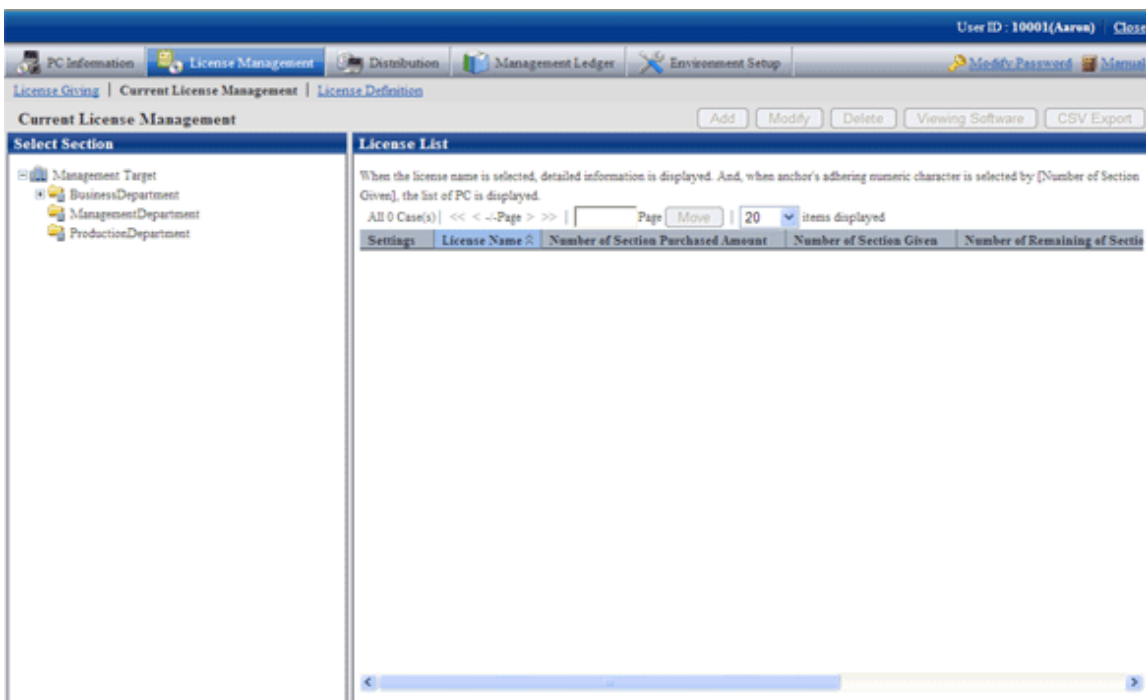 User ID : 10001(Aaron) Close
PC Information License Management Distribution Management Ledger Environment Setup Modify Password Manual
License Giving | Current License Management | License Definition
Current License Management Add Modify Delete Viewing Software CSV Export
Select Section
Management Target
BusinessDepartment
ManagementDepartment
ProductionDepartment
License List
When the license name is selected, detailed information is displayed. And, when anchor's adhering numeric character is selected by [Number of Section
Given], the list of PC is displayed.
All 0 Case(s) | << < -/-Page > >> | Page Move | 20 items displayed
Settings License Name Number of Section Purchased Amount Number of Section Given Number of Remaining of Sectio